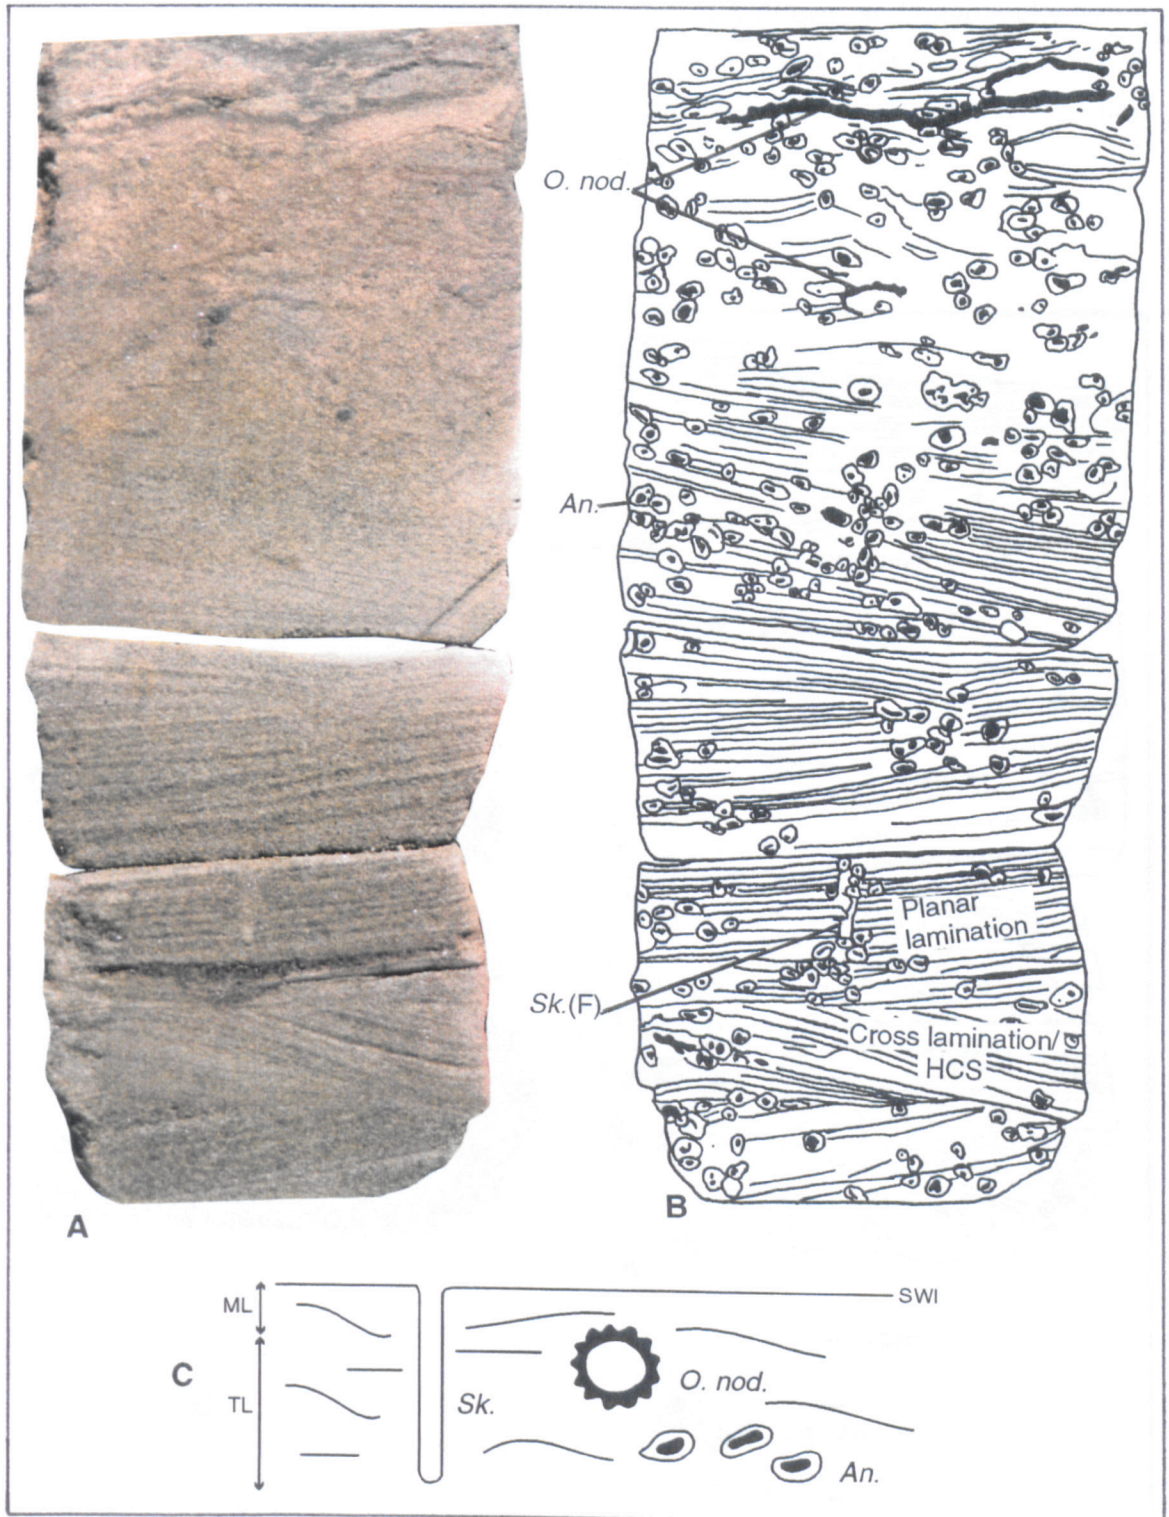 O. nod.
An.
Planar
lamination
Sk.(F)
Cross lamination/
HCS
A
B
ML
SWI
C
O. nod.
TL
Sk.
An.